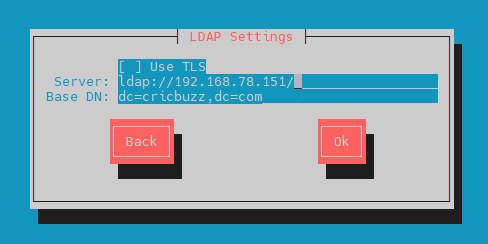 LDAP Settings
[ ] Use TLS
Server: ldap://192.168.78.151/
Base DN: dc=cricbuzz,dc=com
Back Ok